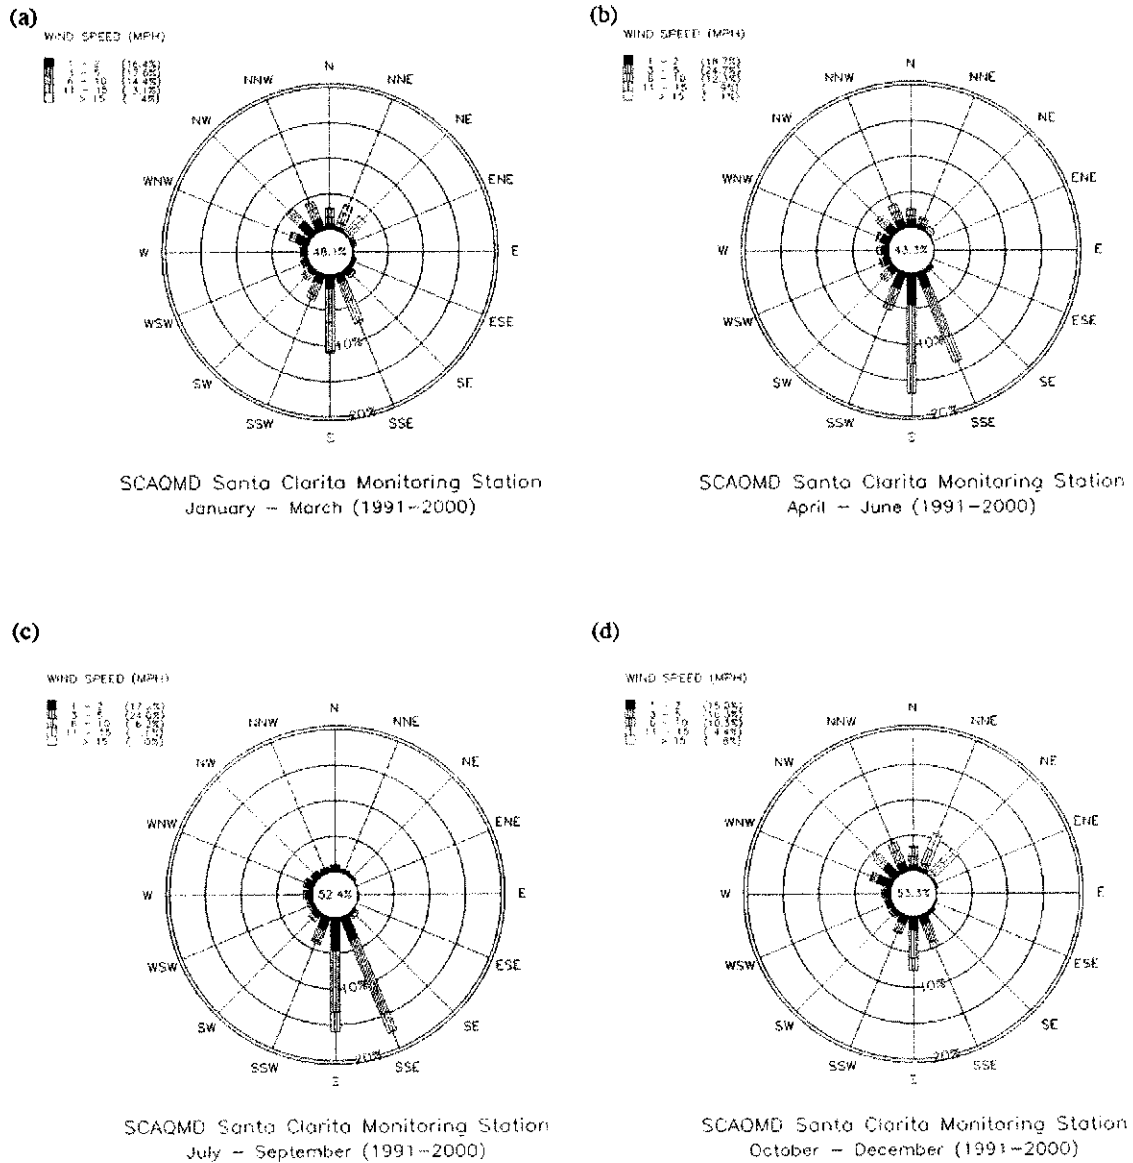 (a)
WIND SPEED (MPH)
N
NNE
NE
ENE
E
ESE
SE
SSE
S
SSW
SW
WSW
W
WNW
NW
NNW
48.1%
10%
20%
SCAQMD Santa Clarita Monitoring Station
January - March (1991-2000)
(b)
WIND SPEED (MPH)
N
NNE
NE
ENE
E
ESE
SE
SSE
S
SSW
SW
WSW
W
WNW
NW
NNW
43.3%
10%
20%
SCAQMD Santa Clarita Monitoring Station
April - June (1991-2000)
(c)
WIND SPEED (MPH)
N
NNE
NE
ENE
E
ESE
SE
SSE
S
SSW
SW
WSW
W
WNW
NW
NNW
52.4%
10%
20%
SCAQMD Santa Clarita Monitoring Station
July - September (1991-2000)
(d)
WIND SPEED (MPH)
N
NNE
NE
ENE
E
ESE
SE
SSE
S
SSW
SW
WSW
W
WNW
NW
NNW
53.3%
10%
20%
SCAQMD Santa Clarita Monitoring Station
October - December (1991-2000)